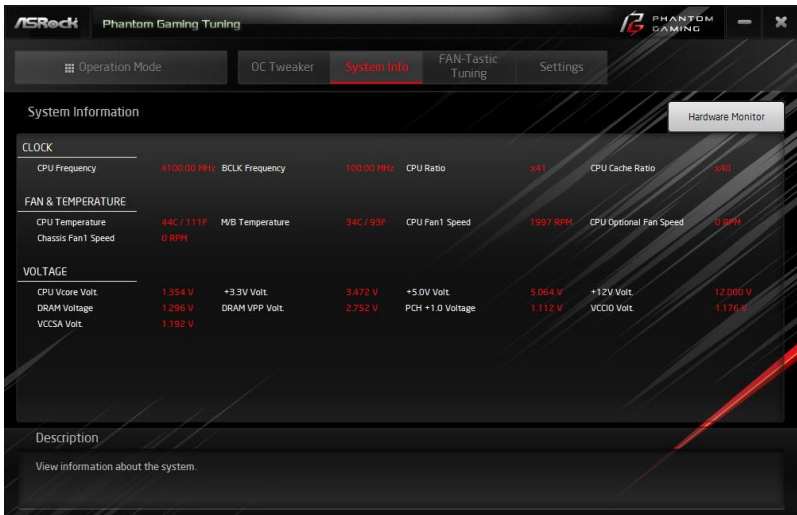 ASRock Phantom Gaming Tuning PHANTOM GAMING
Operation Mode OC Tweaker System Info FAN-Tastic Tuning Settings
System Information Hardware Monitor
CLOCK
CPU Frequency 4100.00 MHz BCLK Frequency 100.00 MHz CPU Ratio x41 CPU Cache Ratio x40
FAN & TEMPERATURE
CPU Temperature 44C / 111F M/B Temperature 34C / 93F CPU Fan1 Speed 1997 RPM CPU Optional Fan Speed 0 RPM
Chassis Fan1 Speed 0 RPM
VOLTAGE
CPU Vcore Volt. 1.354 V +3.3V Volt. 3.472 V +5.0V Volt. 5.064 V +12V Volt. 12.000 V
DRAM Voltage 1.296 V DRAM VPP Volt. 2.752 V PCH +1.0 Voltage 1.112 V VCCIO Volt. 1.176 V
VCCSA Volt. 1.192 V
Description
View information about the system.